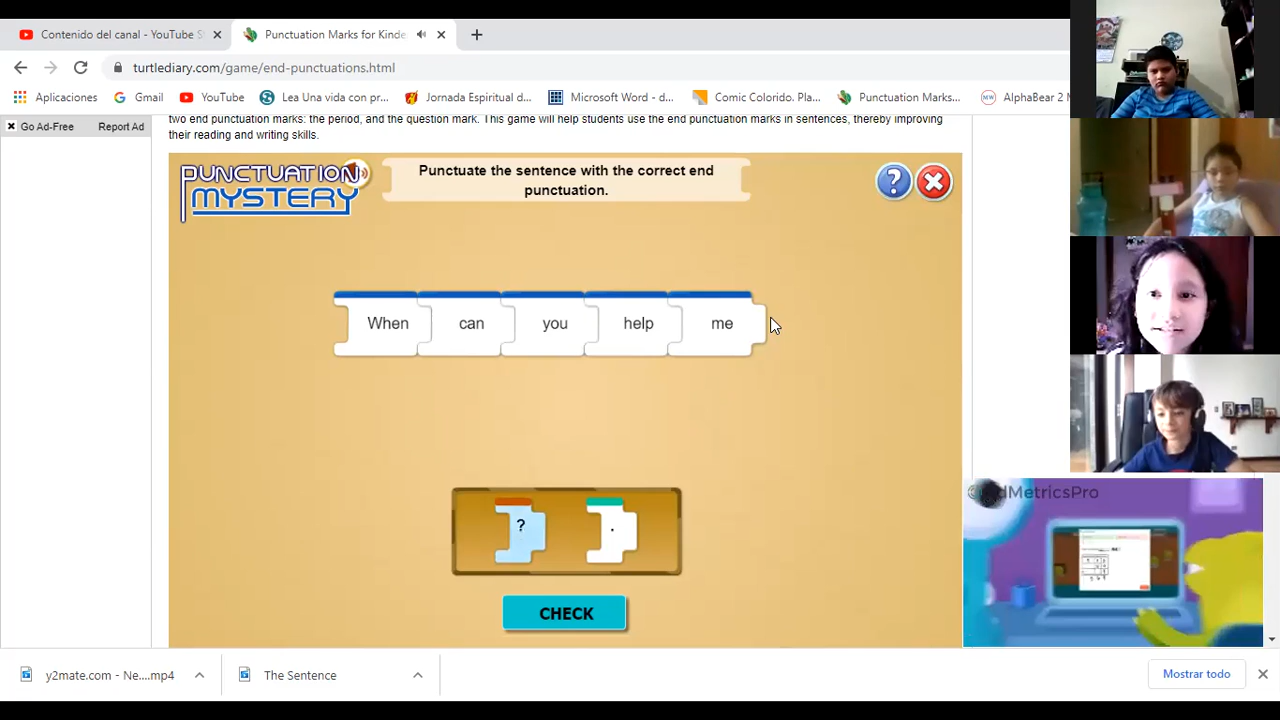 Contenido del canal - YouTube S
Punctuation Marks for Kinde
turtlediary.com/game/end-punctuations.html
Aplicaciones
Gmail
YouTube
Lea Una vida con pr...
Jornada Espiritual d...
Microsoft Word - d...
Comic Colorido. Pla...
Punctuation Marks...
AlphaBear 2 M
Go Ad-Free
Report Ad
two end punctuation marks: the period, and the question mark. This game will help students use the end punctuation marks in sentences, thereby improving
their reading and writing skills.
PUNCTUATION
MYSTERY
Punctuate the sentence with the correct end
punctuation.
?
When can you help me
? .
CHECK
dMetricsPro
y2mate.com - Ne....mp4
The Sentence
Mostrar todo